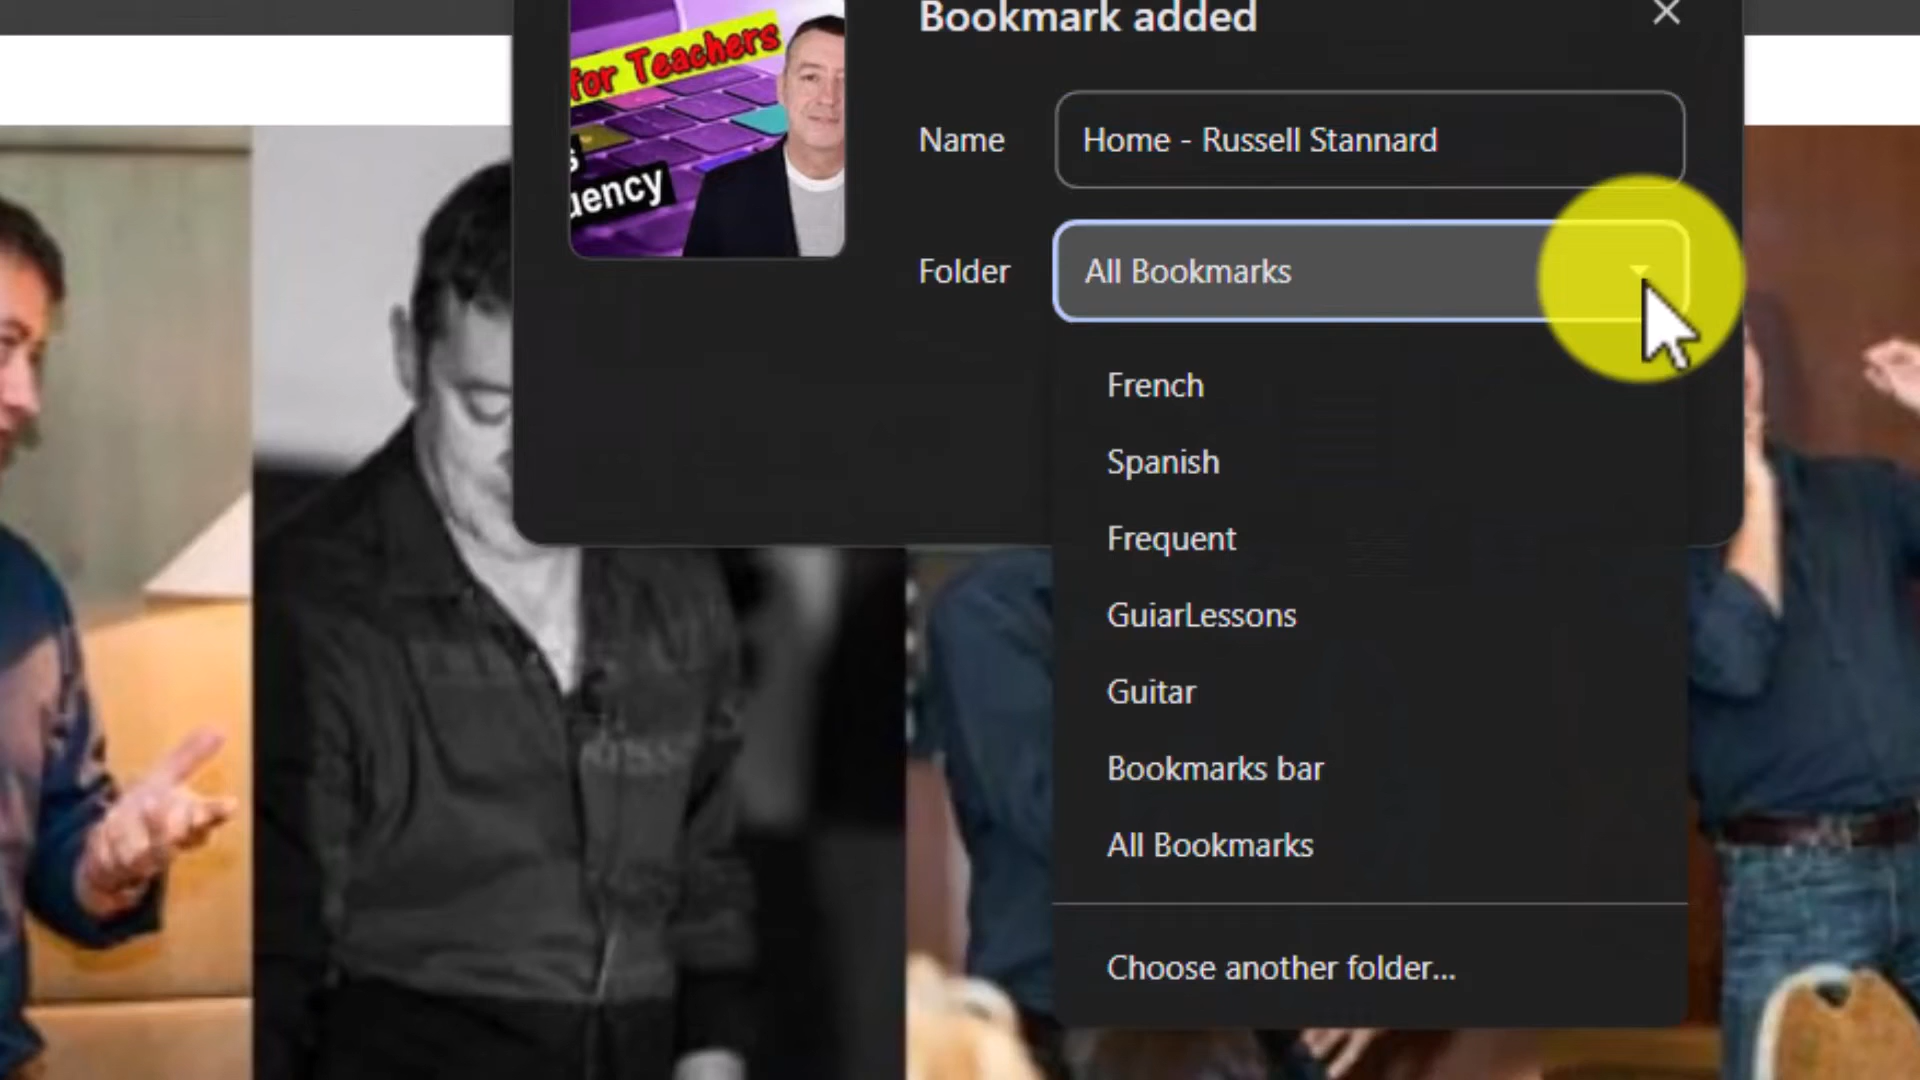 Bookmark added
for Teachers
Name
Home - Russell Stannard
Folder
All Bookmarks
French
Spanish
Frequent
GuiarLessons
Guitar
Bookmarks bar
All Bookmarks
Choose another folder...